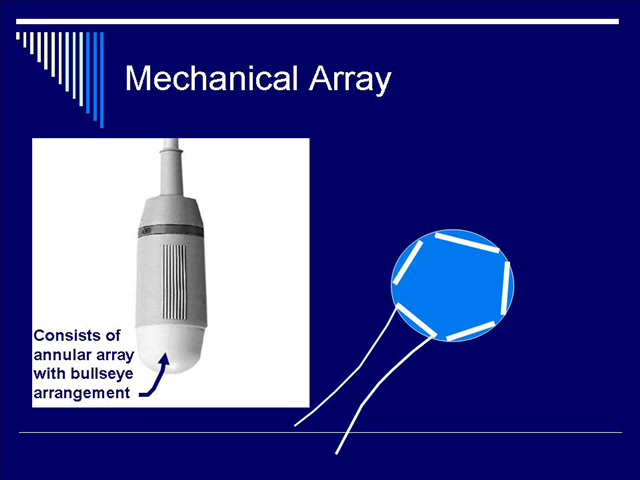 Mechanical Array
Consists of
annular array
with bullseye
arrangement